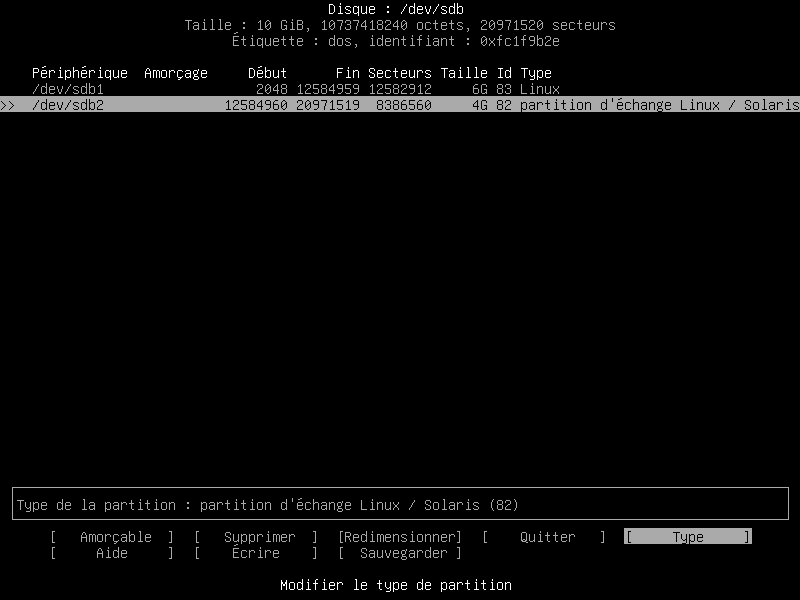 Disque : /dev/sdb
Taille : 10 GiB, 10737418240 octets, 20971520 secteurs
Étiquette : dos, identifiant : 0xfc1f9b2e
Périphérique Amorçage Début Fin Secteurs Taille Id Type
/dev/sdb1 2048 12584959 12582912 6G 83 Linux
>> /dev/sdb2 12584960 20971519 8386560 4G 82 partition d'échange Linux / Solaris
Type de la partition : partition d'échange Linux / Solaris (82)
[ Amorçable ] [ Supprimer ] [Redimensionner] [ Quitter ] [ Type ]
[ Aide ] [ Écrire ] [ Sauvegarder ]
Modifier le type de partition